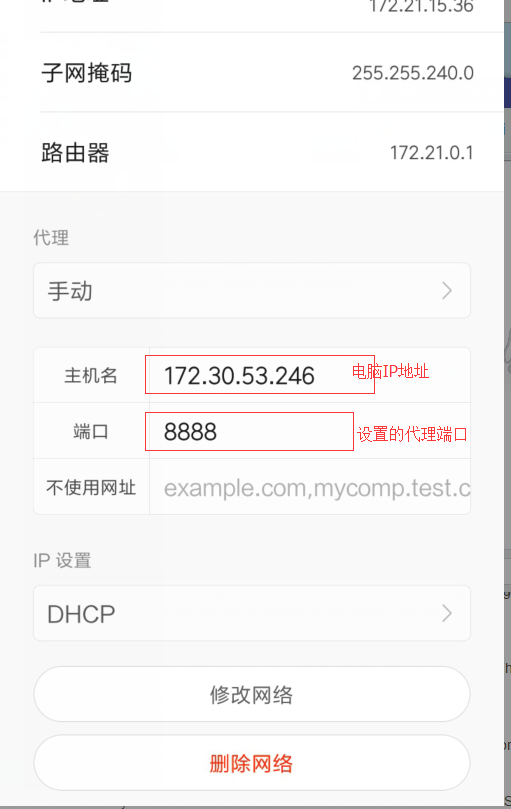 172.21.15.36
子网掩码 255.255.240.0
路由器 172.21.0.1
代理
手动
主机名 172.30.53.246 电脑IP地址
端口 8888 设置的代理端口
不使用网址 example.com,mycomp.test.c
IP 设置
DHCP
修改网络
删除网络